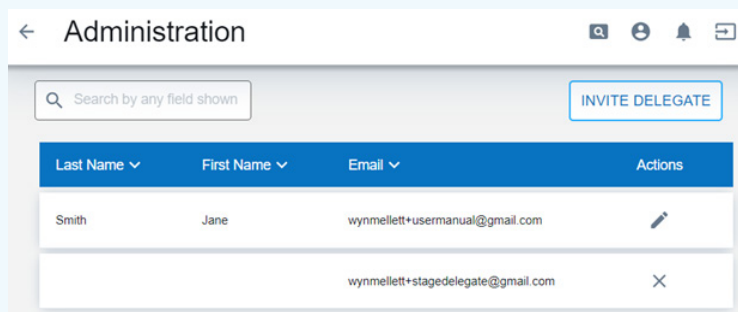 Administration
Search by any field shown
INVITE DELEGATE
Last Name First Name Email Actions
Smith Jane wynmellett+usermanual@gmail.com
wynmellett+stagedelegate@gmail.com